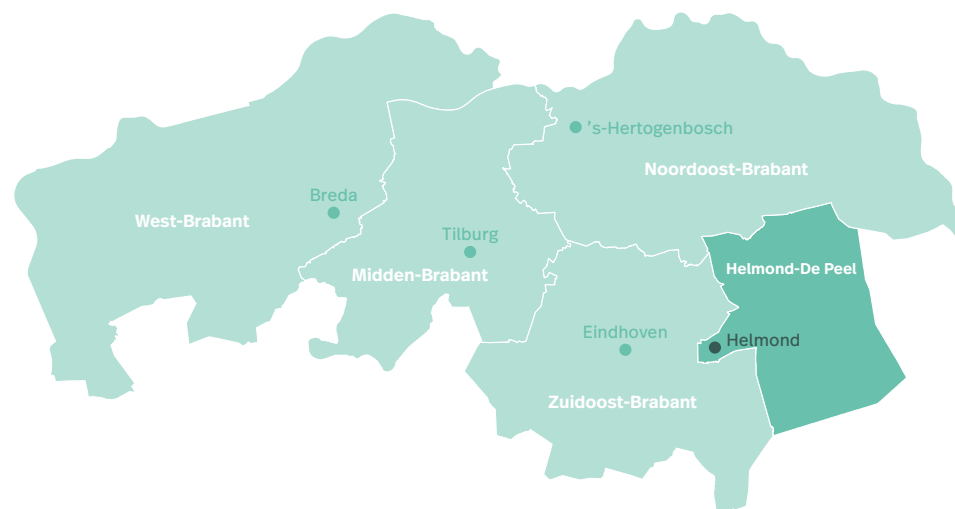 's-Hertogenbosch
Noordoost-Brabant
Breda
West-Brabant
Tilburg
Midden-Brabant
Helmond-De Peel
Eindhoven
Helmond
Zuidoost-Brabant